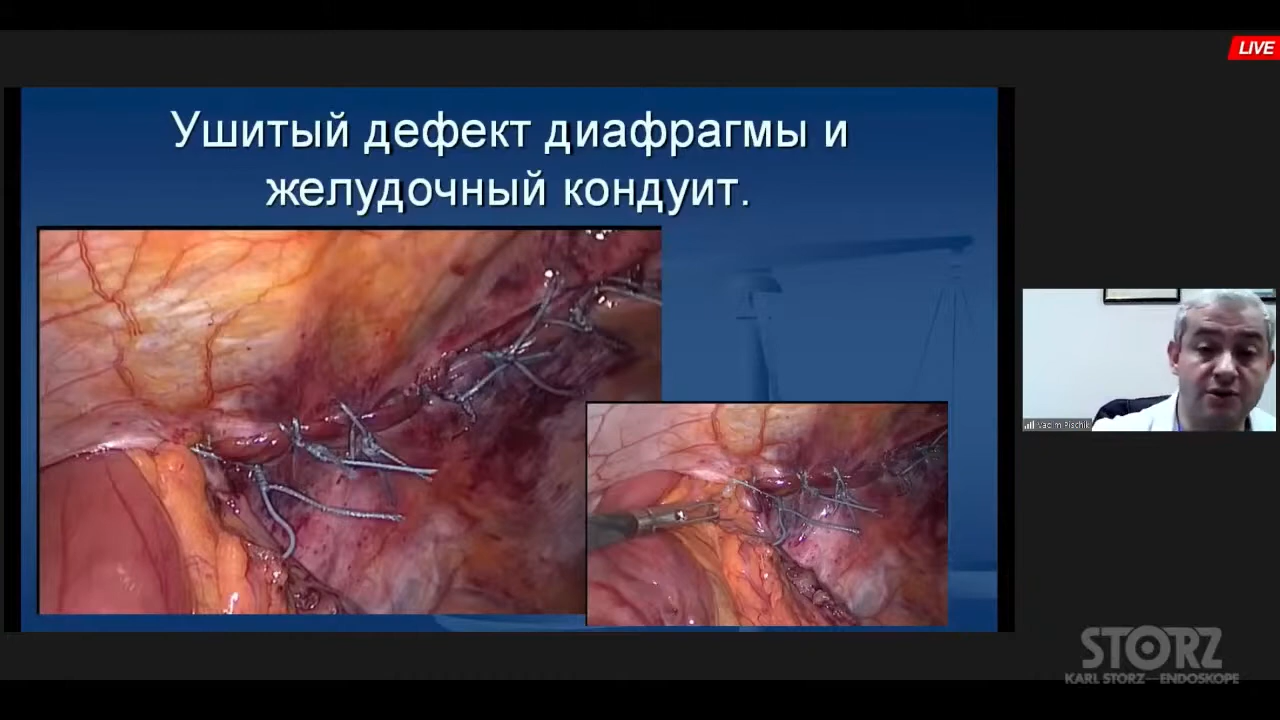 LIVE
Ушитый дефект диафрагмы и
желудочный кондуит.
Vadim Pischik
STORZ
KARL STORZ—ENDOSKOPE